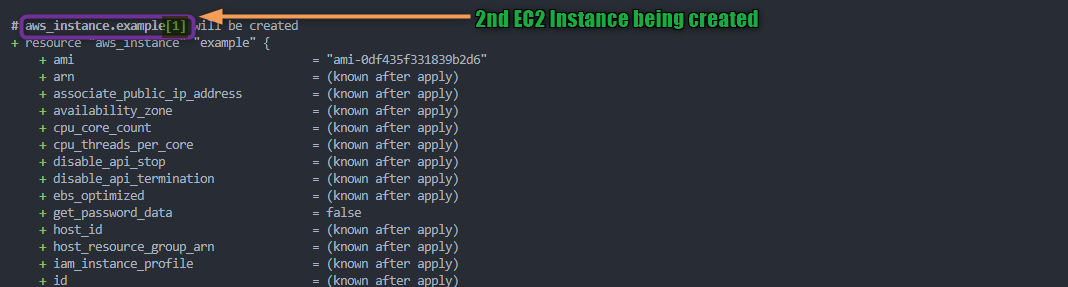 2nd EC2 Instance being created
# aws_instance.example[1] will be created
+ resource "aws_instance" "example" {
+ ami = "ami-0df435f331839b2d6"
+ arn = (known after apply)
+ associate_public_ip_address = (known after apply)
+ availability_zone = (known after apply)
+ cpu_core_count = (known after apply)
+ cpu_threads_per_core = (known after apply)
+ disable_api_stop = (known after apply)
+ disable_api_termination = (known after apply)
+ ebs_optimized = (known after apply)
+ get_password_data = false
+ host_id = (known after apply)
+ host_resource_group_arn = (known after apply)
+ iam_instance_profile = (known after apply)
+ id = (known after apply)